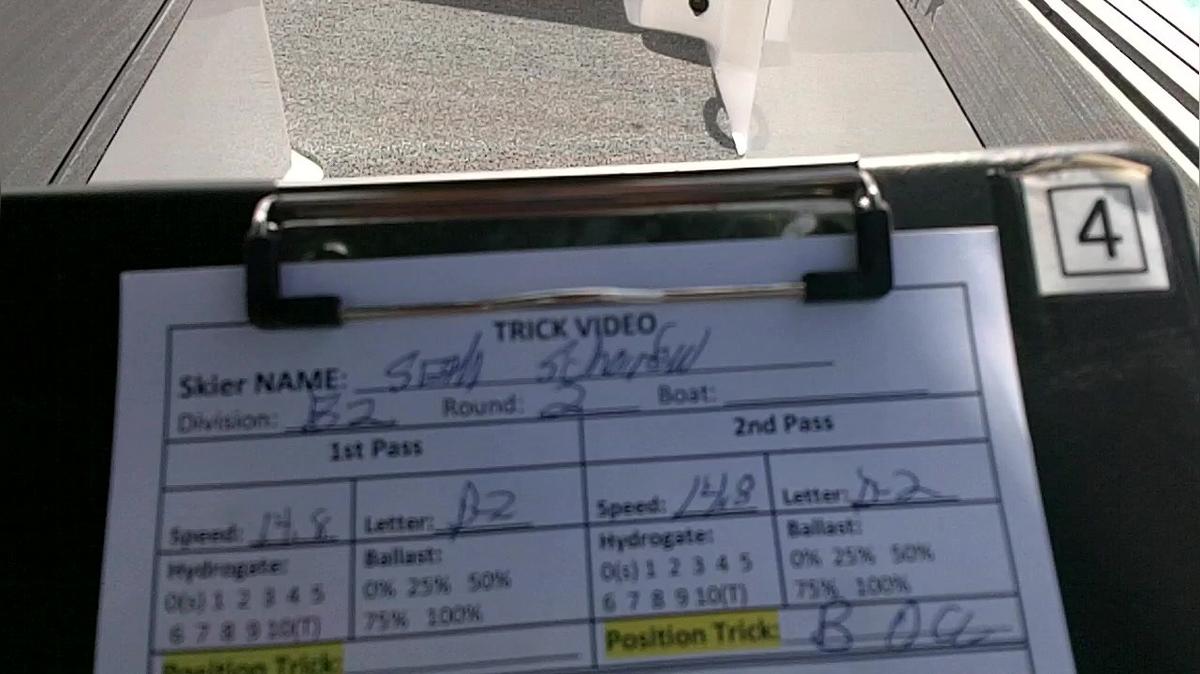 4
TRICK VIDEO
Skier NAME:
Division: B2 Round: 2 Boat:
1st Pass 2nd Pass
Speed: 14.8 Letter: Speed: 14.8 Letter:
Hydrogate: Ballast: Hydrogate: Ballast:
0(s) 1 2 3 4 5 0% 25% 50% 0(s) 1 2 3 4 5 0% 25% 50%
6 7 8 9 10(T) 75% 100% 6 7 8 9 10(T) 75% 100%
Position Trick: Position Trick: B